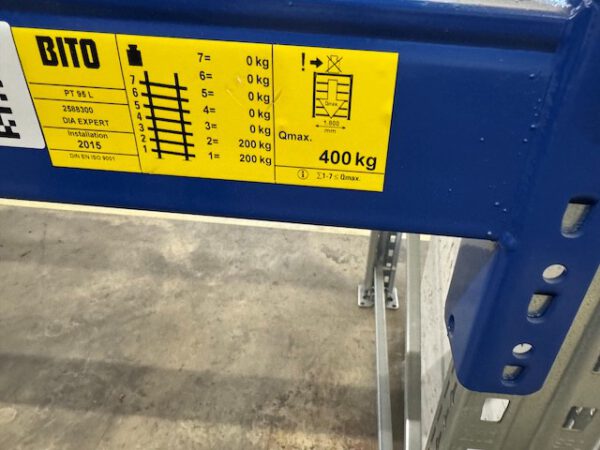 BITO
PT 95 L
2588300
DIA EXPERT
Installation
2015
DIN EN ISO 9001
7
6
5
4
3
2
1
7= 0 kg
6= 0 kg
5= 0 kg
4= 0 kg
3= 0 kg
2= 200 kg
1= 200 kg
!
Qmax.
1.800
mm
Qmax.
400 kg
i Σ1-7 ≤ Qmax.